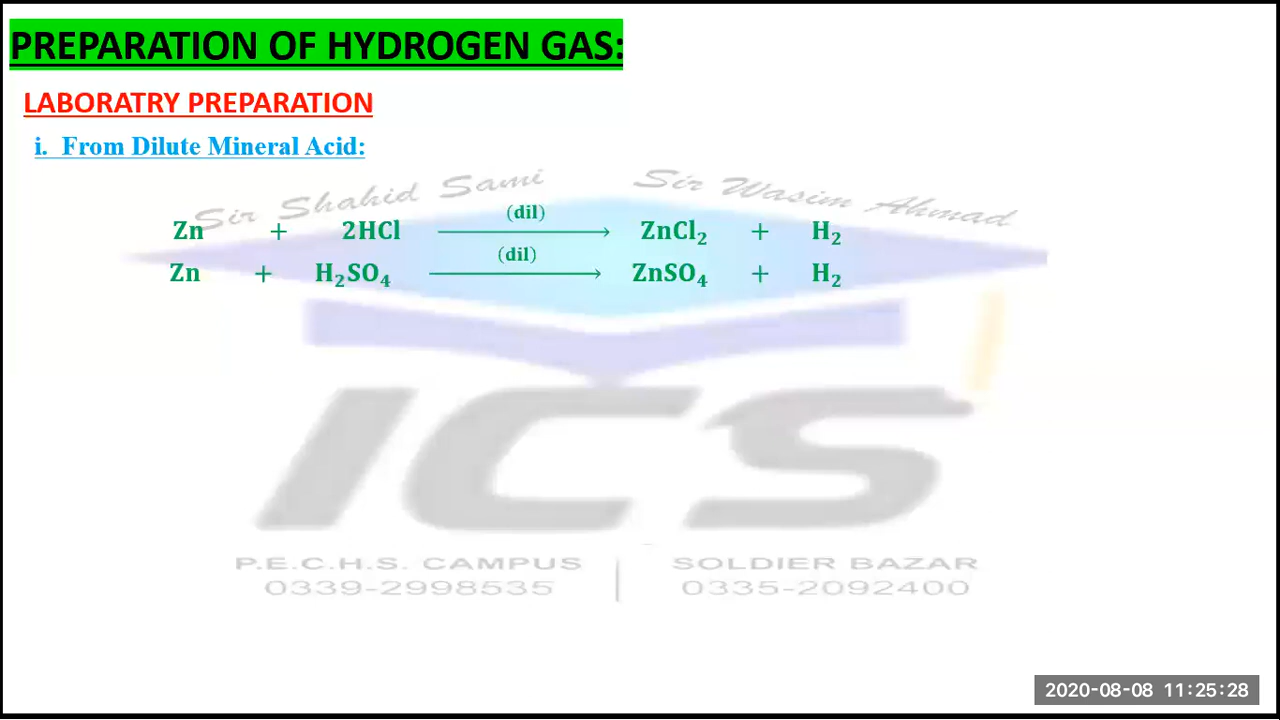 PREPARATION OF HYDROGEN GAS:
LABORATRY PREPARATION
i. From Dilute Mineral Acid:
Sir Shahid Sami Sir Wasim Ahmad
Zn + 2HCl (dil) ⟶ ZnCl₂ + H₂
Zn + H₂SO₄ (dil) ⟶ ZnSO₄ + H₂
ICS
P.E.C.H.S. CAMPUS | SOLDIER BAZAR
0339-2998535 | 0335-2092400
2020-08-08 11:25:28